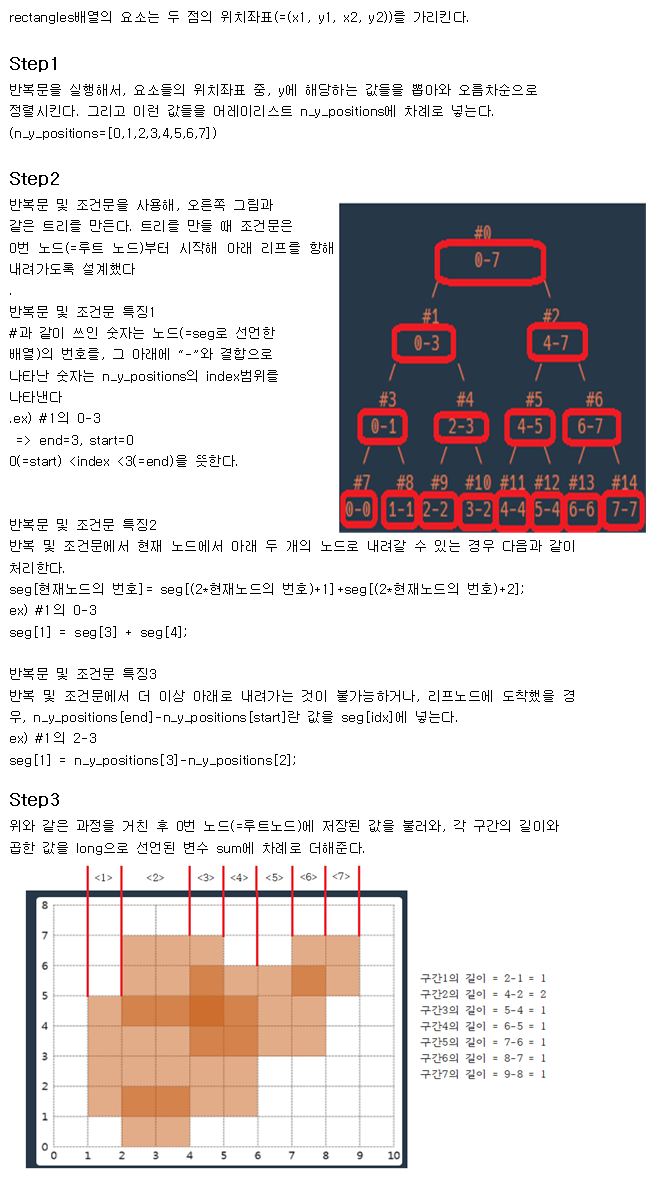 rectangles배열의 요소는 두 점의 위치좌표(=(x1, y1, x2, y2))를 가리킨다.
Step1
반복문을 실행해서, 요소들의 위치좌표 중, y에 해당하는 값들을 뽑아와 오름차순으로
정렬시킨다. 그리고 이런 값들을 어레이리스트 n_y_positions에 차례로 넣는다.
(n_y_positions=[0,1,2,3,4,5,6,7])
Step2
반복문 및 조건문을 사용해, 오른쪽 그림과
같은 트리를 만든다. 트리를 만들 때 조건문은
0번 노드(=루트 노드)부터 시작해 아래 리프를 향해
내려가도록 설계했다
.
반복문 및 조건문 특징1
#과 같이 쓰인 숫자는 노드(=seg로 선언한
배열)의 번호를, 그 아래에 “-”와 결합으로
나타난 숫자는 n_y_positions의 index범위를
나타낸다
.ex) #1의 0-3
=> end=3, start=0
0(=start) <index <3(=end)을 뜻한다.
#0
0-7
#1 #2
0-3 4-7
#3 #4 #5 #6
0-1 2-3 4-5 6-7
#7 #8 #9 #10 #11 #12 #13 #14
0-0 1-1 2-2 3-2 4-4 5-4 6-6 7-7
반복문 및 조건문 특징2
반복 및 조건문에서 현재 노드에서 아래 두 개의 노드로 내려갈 수 있는 경우 다음과 같이
처리한다.
seg[현재노드의 번호]= seg[(2*현재노드의 번호)+1]+seg[(2*현재노드의 번호)+2];
ex) #1의 0-3
seg[1] = seg[3] + seg[4];
반복문 및 조건문 특징3
반복 및 조건문에서 더 이상 아래로 내려가는 것이 불가능하거나, 리프노드에 도착했을 경
우, n_y_positions[end]-n_y_positions[start]란 값을 seg[idx]에 넣는다.
ex) #1의 2-3
seg[1] = n_y_positions[3]-n_y_positions[2];
Step3
위와 같은 과정을 거친 후 0번 노드(=루트노드)에 저장된 값을 불러와, 각 구간의 길이와
곱한 값을 long으로 선언된 변수 sum에 차례로 더해준다.
<1> <2> <3> <4> <5> <6> <7>
8
7
6
5
4
3
2
1
0
0 1 2 3 4 5 6 7 8 9 10
구간1의 길이 = 2-1 = 1
구간2의 길이 = 4-2 = 2
구간3의 길이 = 5-4 = 1
구간4의 길이 = 6-5 = 1
구간5의 길이 = 7-6 = 1
구간6의 길이 = 8-7 = 1
구간7의 길이 = 9-8 = 1